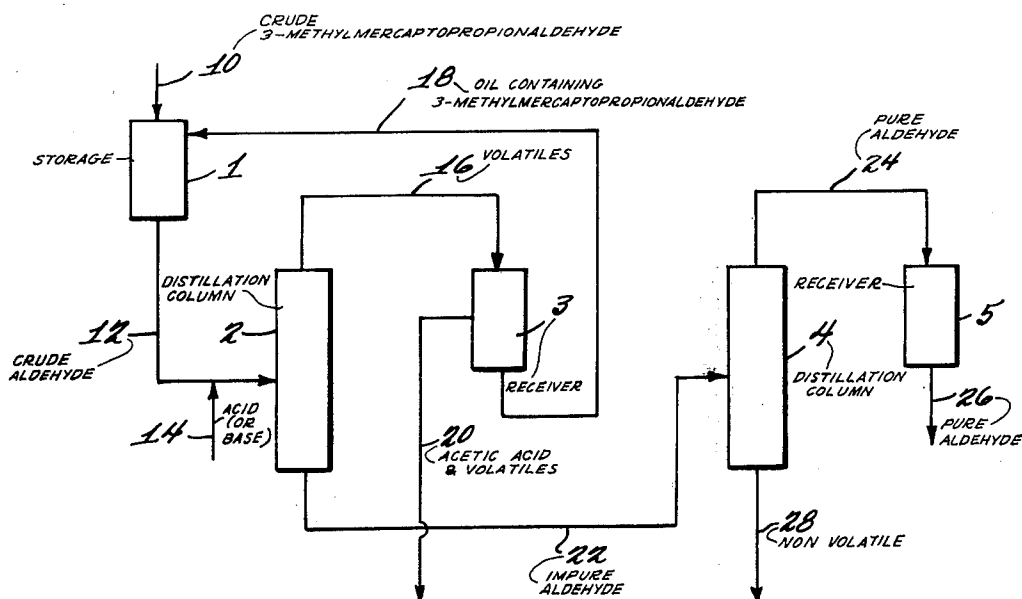 CRUDE
10 3-METHYLMERCAPTOPROPIONALDEHYDE
18 OIL CONTAINING
3-METHYLMERCAPTOPROPIONALDEHYDE
STORAGE
1
16 VOLATILES
PURE
ALDEHYDE
24
DISTILLATION
COLUMN
2
3
RECEIVER
RECEIVER
5
4
DISTILLATION
COLUMN
12
CRUDE
ALDEHYDE
14
ACID
(OR
BASE)
20
ACETIC ACID
& VOLATILES
26
PURE
ALDEHYDE
22
IMPURE
ALDEHYDE
28
NON VOLATILE